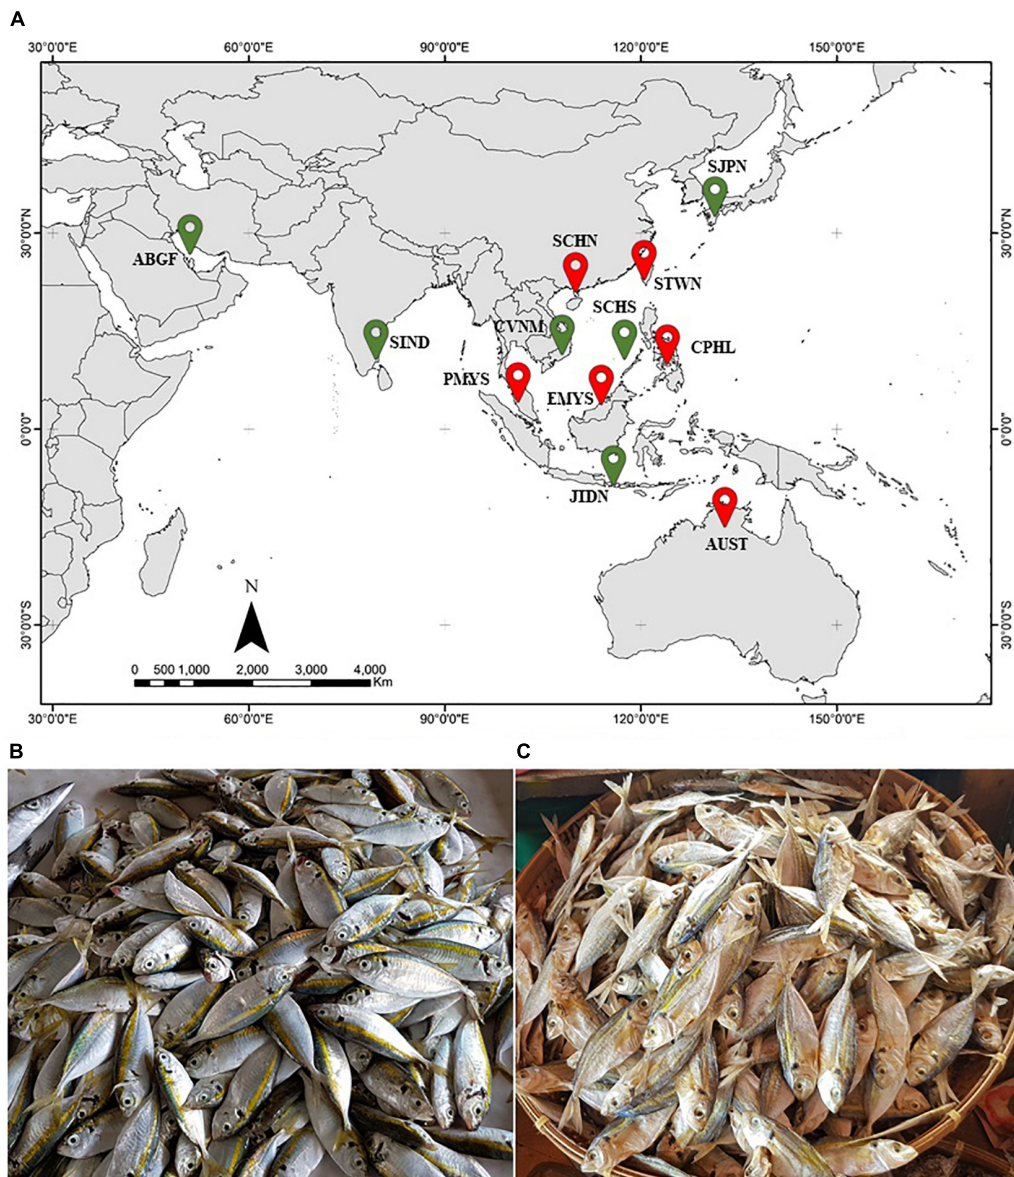 A
30°0'0"E 60°0'0"E 90°0'0"E 120°0'0"E 150°0'0"E
SJPN
30°0'0"N 30°0'0"N
ABGF
SCHN
STWN
SCHS
CVNM
SIND
CPHL
PMYS
EMYS
0°0'0" 0°0'0"
JIDN
AUST
N
30°0'0"S 30°0'0"S
0 500 1,000 2,000 3,000 4,000
Km
30°0'0"E 60°0'0"E 90°0'0"E 120°0'0"E 150°0'0"E
B C